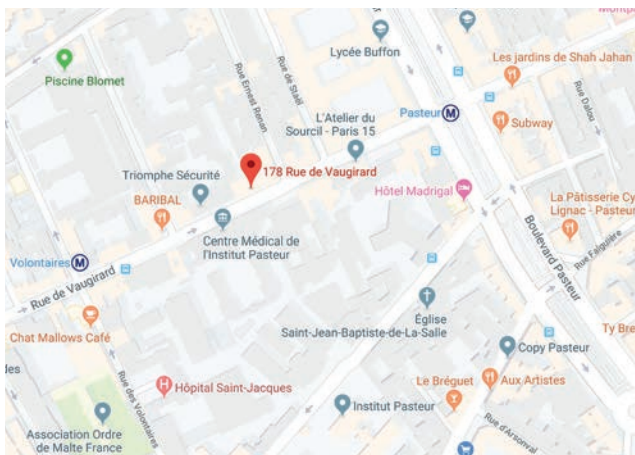 Montp
Lycée Buffon
Les jardins de Shah Jahan
Piscine Blomet
Rue Ernest Renan
Rue de Staël
Rue Dalou
L'Atelier du
Sourcil - Paris 15
Pasteur
M
Subway
Triomphe Sécurité
178 Rue de Vaugirard
BARIBAL
Hôtel Madrigal
La Pâtisserie Cy
Lignac - Pasteur
Centre Médical de
l'Institut Pasteur
Boulevard Pasteur
Rue Falguière
Volontaires
M
Rue de Vaugirard
Église
Saint-Jean-Baptiste-de-La-Salle
Chat Mallows Café
Ty Bre
Copy Pasteur
des
Rue des Volontaires
H
Hôpital Saint-Jacques
Le Bréguet
Aux Artistes
Institut Pasteur
Rue d'Arsonval
Association Ordre
de Malte France